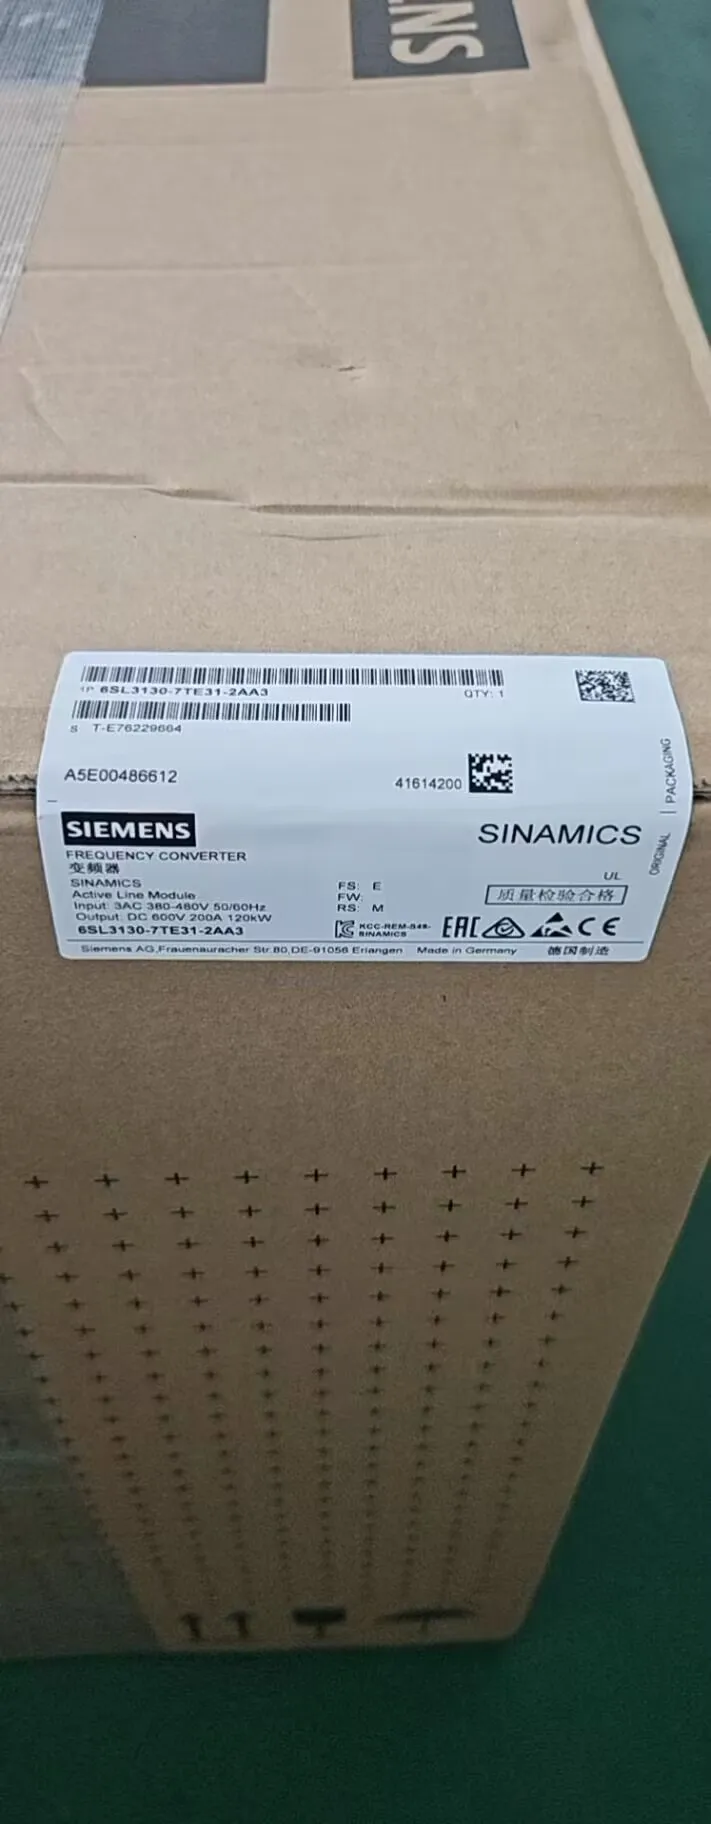 ENS
1P 6SL3130-7TE31-2AA3
QTY: 1
S T-E76229664
A5E00486612
41614200
ORIGINAL | PACKAGING
SIEMENS
SINAMICS
FREQUENCY CONVERTER
变频器
SINAMICS
Active Line Module
Input: 3AC 380-480V 50/60Hz
Output: DC 600V 200A 120kW
6SL3130-7TE31-2AA3
FS: E
FW:
RS: M
UL
质量检验合格
KCC-REM-S49-
SINAMICS
EAC
CE
Siemens AG,Frauenauracher Str.80,DE-91056 Erlangen Made in Germany 德国制造